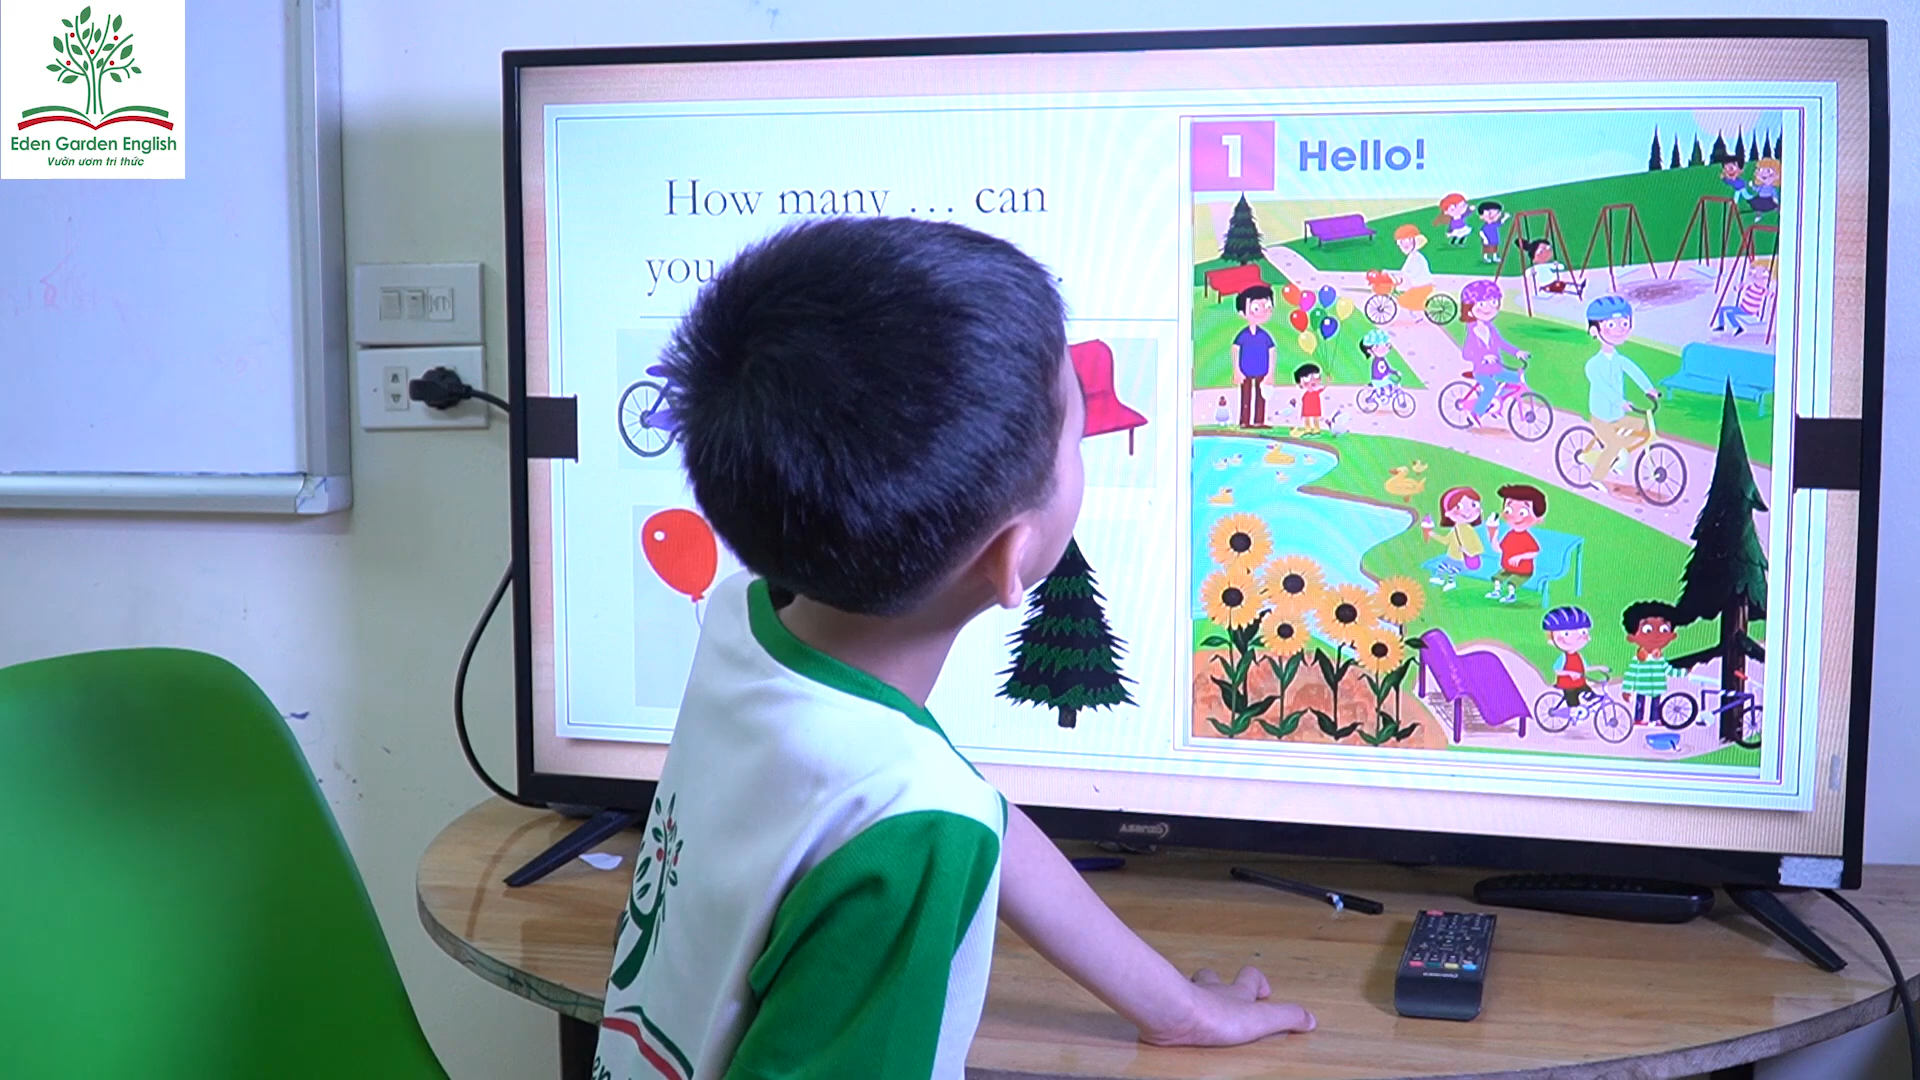 Eden Garden English
Vườn ươm tri thức
How many ... can
you
.
1 Hello!